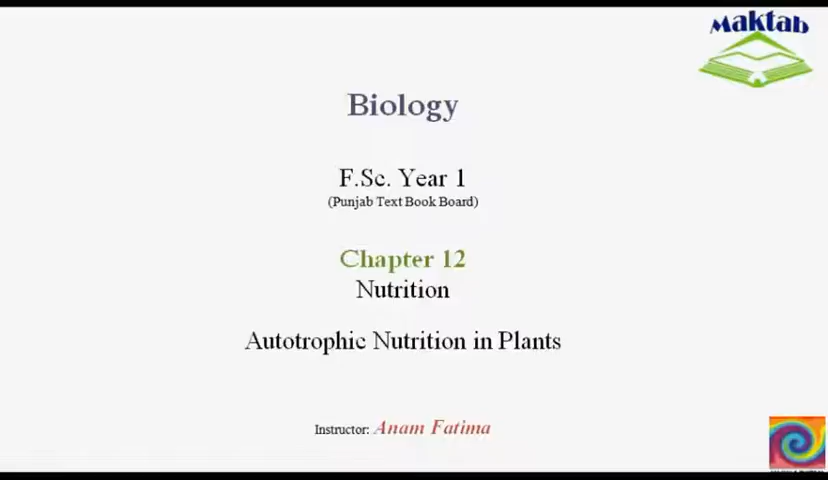 Maktab
Biology
F.Sc. Year 1
(Punjab Text Book Board)
Chapter 12
Nutrition
Autotrophic Nutrition in Plants
Instructor: Anam Fatima